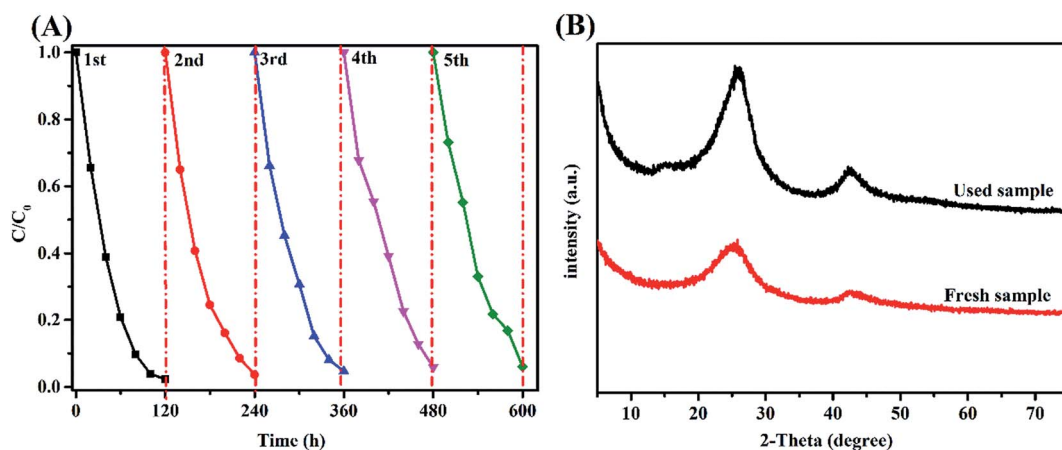 (A)
1st 2nd 3rd 4th 5th
1.0
0.8
0.6
0.4
0.2
0.0
C/C0
0 120 240 360 480 600
Time (h)
(B)
Used sample
Fresh sample
intensity (a.u.)
10 20 30 40 50 60 70
2-Theta (degree)